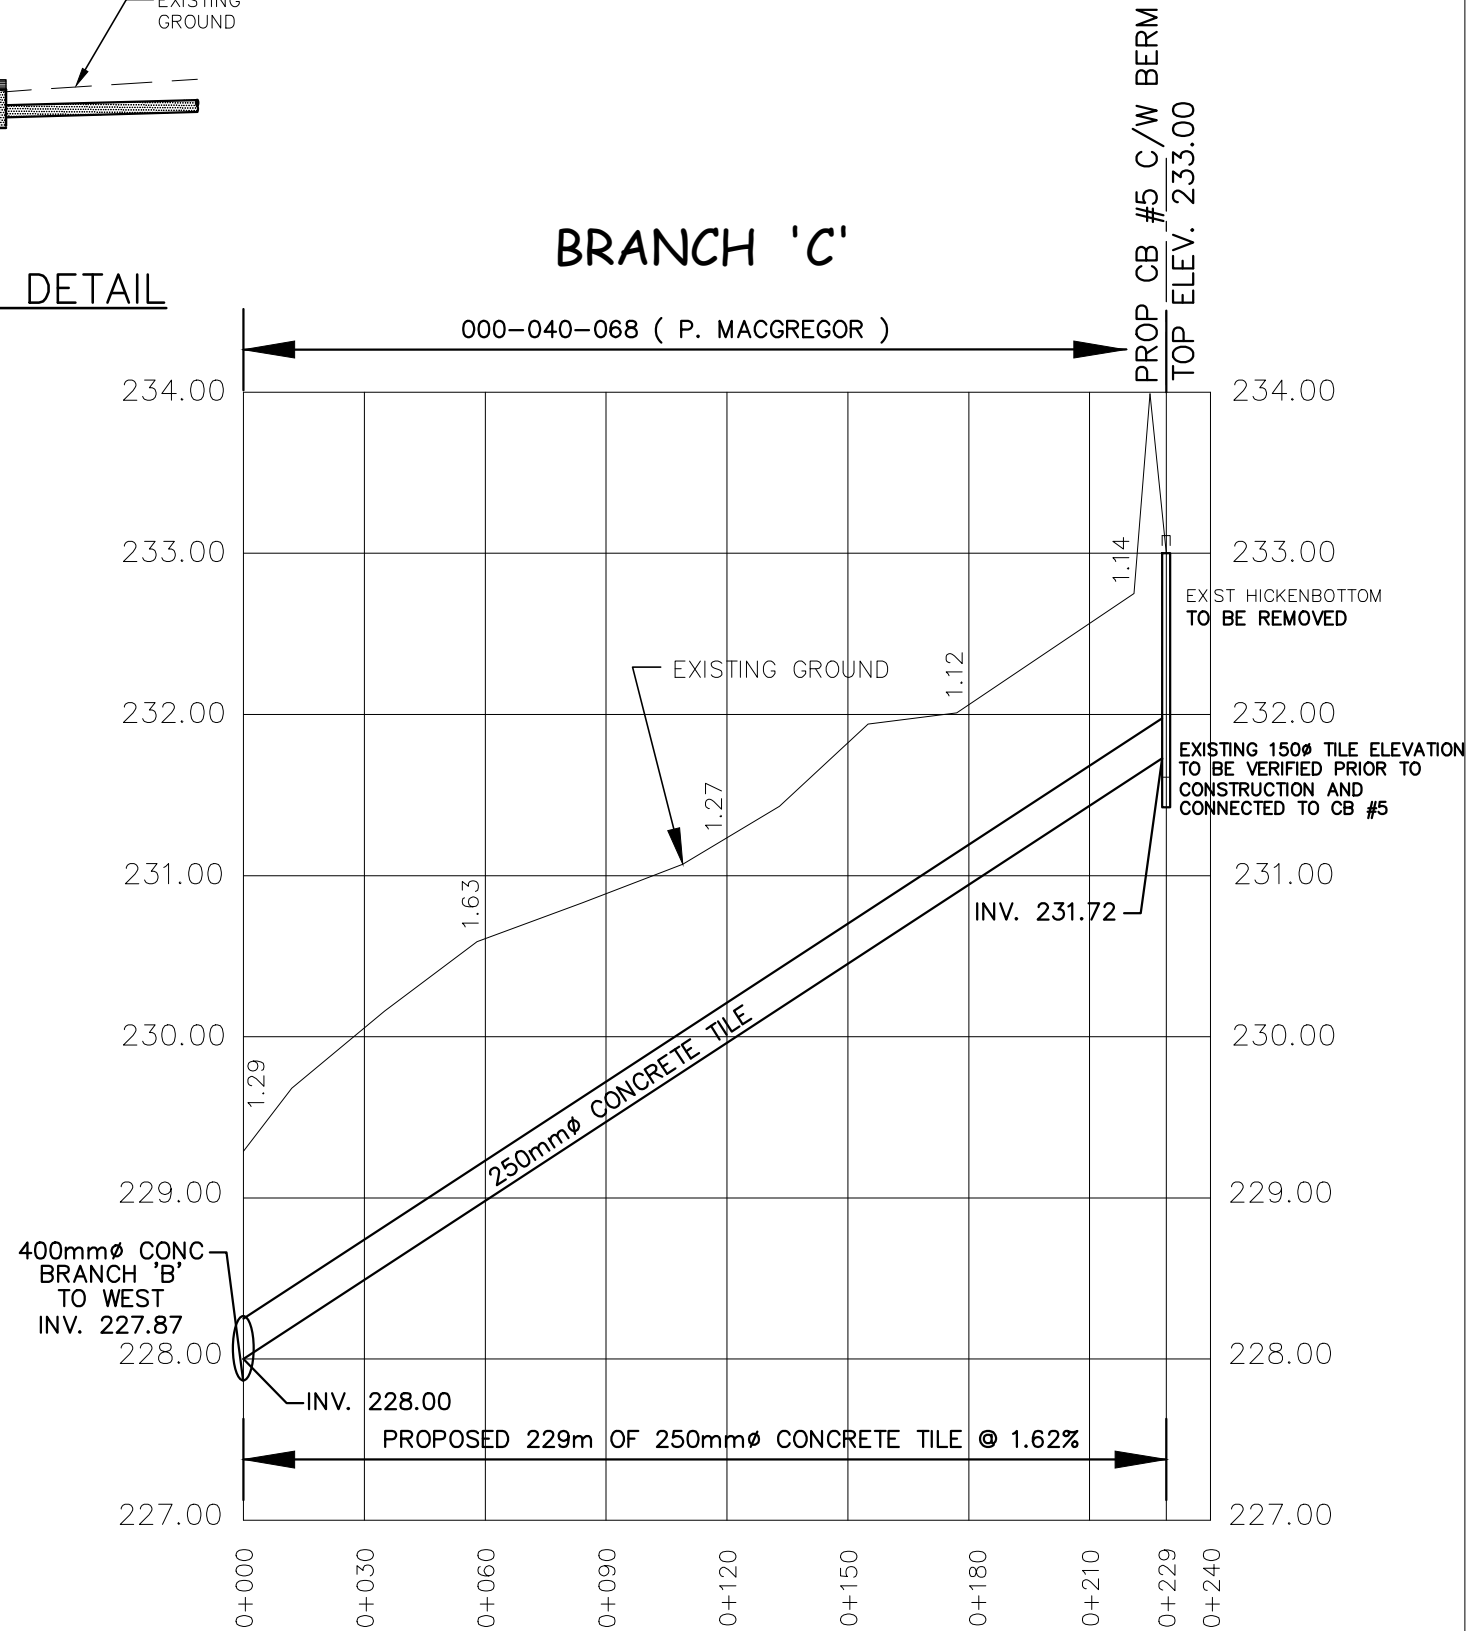 EXISTING
GROUND
DETAIL
BRANCH 'C'
000-040-068 ( P. MACGREGOR )
PROP CB #5 C/W BERM
TOP ELEV. 233.00
234.00
234.00
233.00
233.00
232.00
232.00
231.00
231.00
230.00
230.00
229.00
229.00
228.00
228.00
227.00
227.00
1.29
1.63
1.27
1.12
1.14
EXISTING GROUND
EXIST HICKENBOTTOM
TO BE REMOVED
EXISTING 150ø TILE ELEVATION
TO BE VERIFIED PRIOR TO
CONSTRUCTION AND
CONNECTED TO CB #5
INV. 231.72
250mmø CONCRETE TILE
400mmø CONC
BRANCH 'B'
TO WEST
INV. 227.87
INV. 228.00
PROPOSED 229m OF 250mmø CONCRETE TILE @ 1.62%
0+000
0+030
0+060
0+090
0+120
0+150
0+180
0+210
0+229
0+240